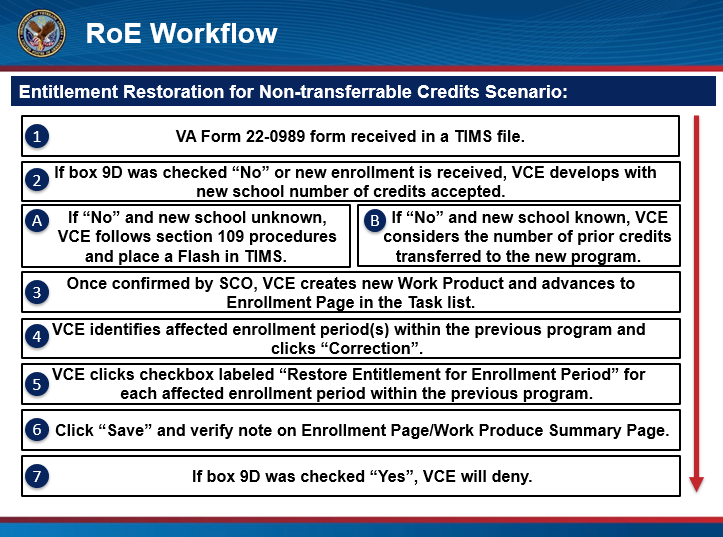 RoE Workflow
Entitlement Restoration for Non-transferrable Credits Scenario:
1
VA Form 22-0989 form received in a TIMS file.
2
If box 9D was checked “No” or new enrollment is received, VCE develops with
new school number of credits accepted.
A
If “No” and new school unknown,
VCE follows section 109 procedures
and place a Flash in TIMS.
B
If “No” and new school known, VCE
considers the number of prior credits
transferred to the new program.
3
Once confirmed by SCO, VCE creates new Work Product and advances to
Enrollment Page in the Task list.
4
VCE identifies affected enrollment period(s) within the previous program and
clicks “Correction”.
5
VCE clicks checkbox labeled “Restore Entitlement for Enrollment Period” for
each affected enrollment period within the previous program.
6
Click “Save” and verify note on Enrollment Page/Work Produce Summary Page.
7
If box 9D was checked “Yes”, VCE will deny.